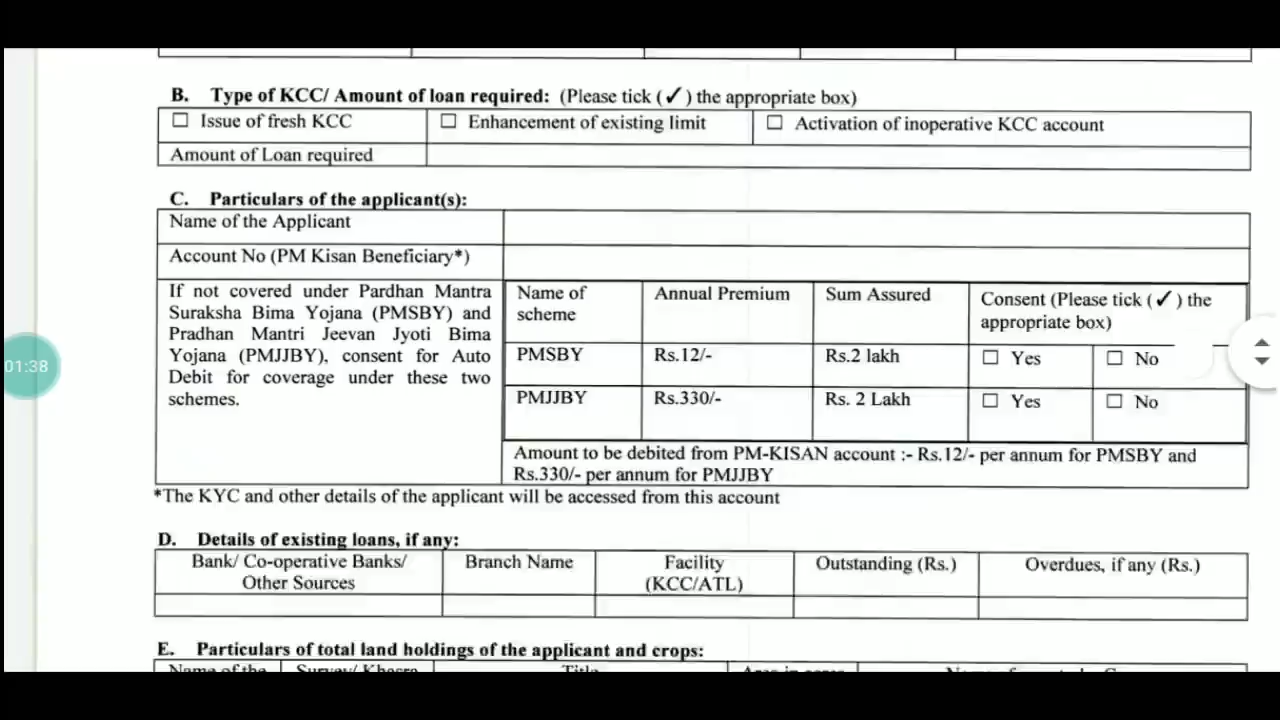 B. Type of KCC/ Amount of loan required: (Please tick (✓) the appropriate box)
☐ Issue of fresh KCC ☐ Enhancement of existing limit ☐ Activation of inoperative KCC account
Amount of Loan required
C. Particulars of the applicant(s):
Name of the Applicant
Account No (PM Kisan Beneficiary*)
If not covered under Pardhan Mantra
Suraksha Bima Yojana (PMSBY) and
Pradhan Mantri Jeevan Jyoti Bima
Yojana (PMJJBY), consent for Auto
Debit for coverage under these two
schemes.
Name of
scheme
Annual Premium
Sum Assured
Consent (Please tick (✓) the
appropriate box)
PMSBY Rs.12/- Rs.2 lakh ☐ Yes ☐ No
PMJJBY Rs.330/- Rs. 2 Lakh ☐ Yes ☐ No
Amount to be debited from PM-KISAN account :- Rs.12/- per annum for PMSBY and
Rs.330/- per annum for PMJJBY
*The KYC and other details of the applicant will be accessed from this account
01:38
D. Details of existing loans, if any:
Bank/ Co-operative Banks/
Other Sources
Branch Name
Facility
(KCC/ATL)
Outstanding (Rs.)
Overdues, if any (Rs.)
E. Particulars of total land holdings of the applicant and crops:
Name of the Survey/ Khasra Title